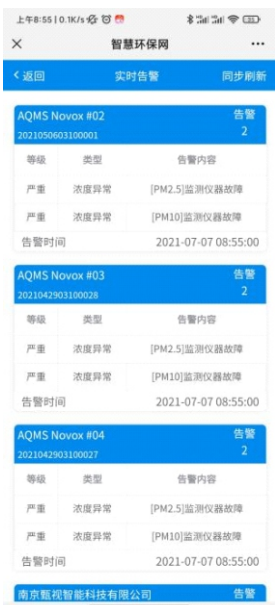 上午8:55 | 0.1K/s
智慧环保网
返回 实时告警 同步刷新
AQMS Novox #02 告警
2021050603100001 2
等级 类型 告警内容
严重 浓度异常 [PM2.5]监测仪器故障
严重 浓度异常 [PM10]监测仪器故障
告警时间 2021-07-07 08:55:00
AQMS Novox #03 告警
2021042903100028 2
等级 类型 告警内容
严重 浓度异常 [PM2.5]监测仪器故障
严重 浓度异常 [PM10]监测仪器故障
告警时间 2021-07-07 08:55:00
AQMS Novox #04 告警
2021042903100027 2
等级 类型 告警内容
严重 浓度异常 [PM2.5]监测仪器故障
严重 浓度异常 [PM10]监测仪器故障
告警时间 2021-07-07 08:55:00
南京甄视智能科技有限公司 告警